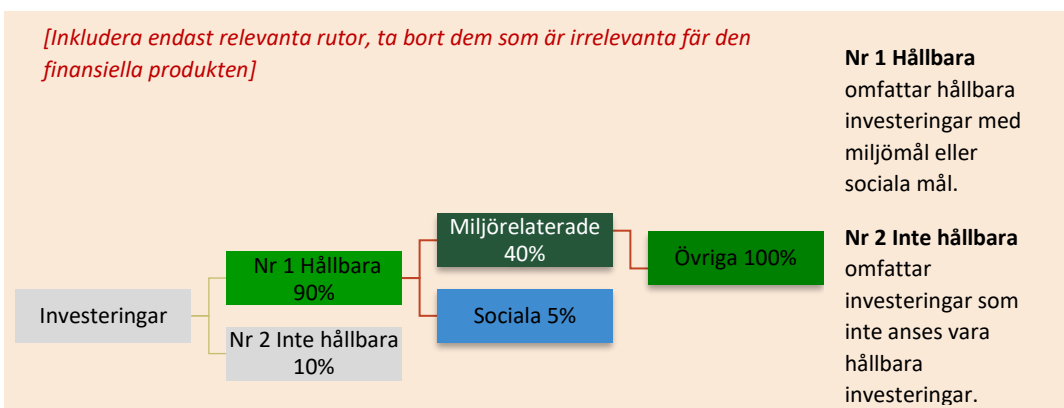 [Inkludera endast relevanta rutor, ta bort dem som är irrelevanta fär den
finansiella produkten]
Investeringar
Nr 1 Hållbara
90%
Nr 2 Inte hållbara
10%
Miljörelaterade
40%
Sociala 5%
Övriga 100%
Nr 1 Hållbara
omfattar hållbara
investeringar med
miljömål eller
sociala mål.
Nr 2 Inte hållbara
omfattar
investeringar som
inte anses vara
hållbara
investeringar.